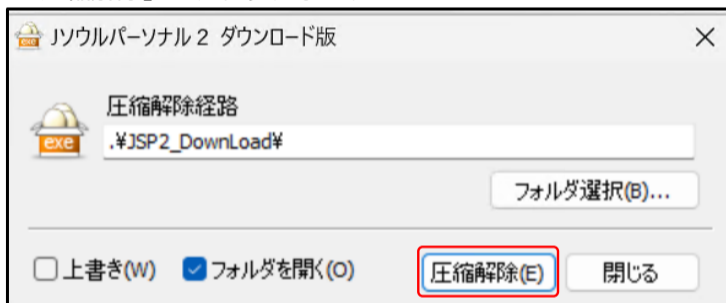 Jソウルパーソナル２ ダウンロード版
圧縮解除経路
exe .¥JSP2_DownLoad¥
フォルダ選択(B)...
上書き(W) フォルダを開く(O) 圧縮解除(E) 閉じる